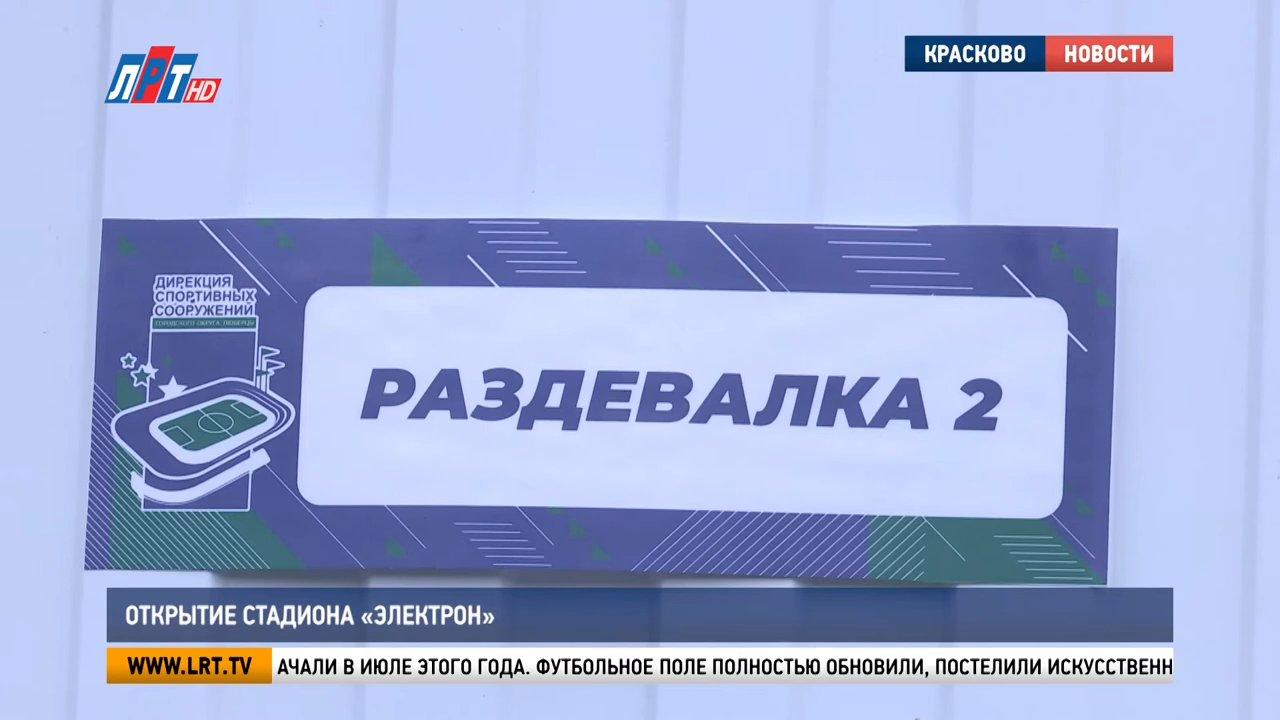 ЛРТ HD
КРАСКОВО НОВОСТИ
ДИРЕКЦИЯ
СПОРТИВНЫХ
СООРУЖЕНИЙ
ГОРОДСКОГО ОКРУГА ЛЮБЕРЦЫ
РАЗДЕВАЛКА 2
ОТКРЫТИЕ СТАДИОНА «ЭЛЕКТРОН»
WWW.LRT.TV АЧАЛИ В ИЮЛЕ ЭТОГО ГОДА. ФУТБОЛЬНОЕ ПОЛЕ ПОЛНОСТЬЮ ОБНОВИЛИ, ПОСТЕЛИЛИ ИСКУССТВЕНН